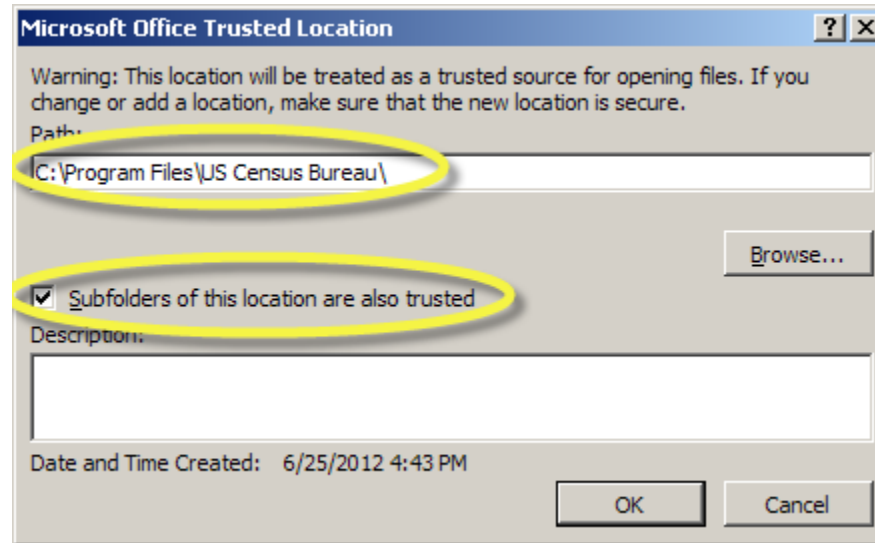 Microsoft Office Trusted Location
Warning: This location will be treated as a trusted source for opening files. If you
change or add a location, make sure that the new location is secure.
Path:
C:\Program Files\US Census Bureau\
Browse...
Subfolders of this location are also trusted
Description:
Date and Time Created: 6/25/2012 4:43 PM
OK Cancel